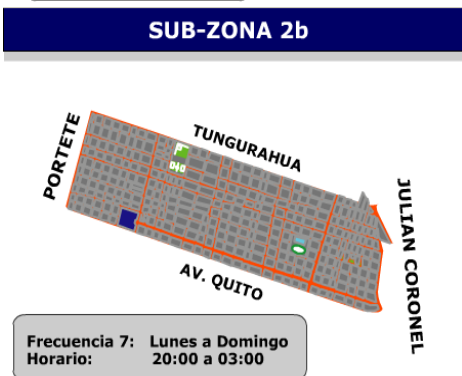 SUB-ZONA 2b
TUNGURAHUA
PORTETE
JULIAN CORONEL
AV. QUITO
Frecuencia 7: Lunes a Domingo
Horario: 20:00 a 03:00